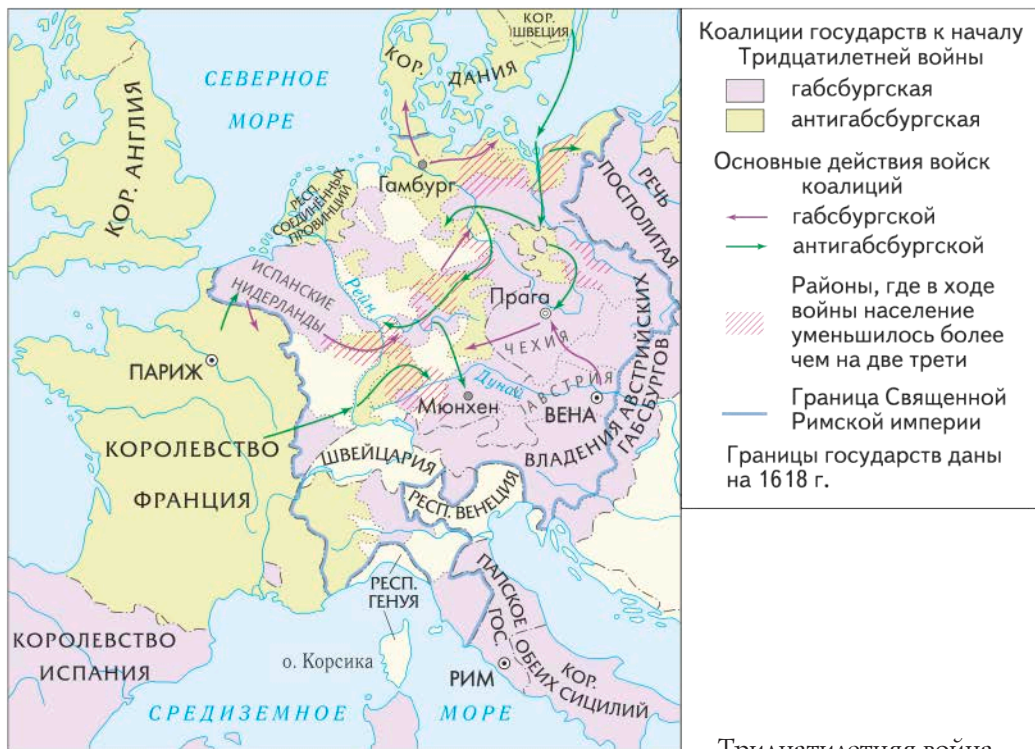 КОР.
ШВЕЦИЯ
КОР.
ДАНИЯ
СЕВЕРНОЕ
МОРЕ
КОР. АНГЛИЯ
Гамбург
РЕСП.
СОЕДИНЁННЫХ
ПРОВИНЦИЙ
РЕЧЬ
ПОСПОЛИТАЯ
ИСПАНСКИЕ
НИДЕРЛАНДЫ
Рейн
Прага
ЧЕХИЯ
ПАРИЖ
Дунай
АВСТРИЯ
Мюнхен
ВЕНА
ВЛАДЕНИЯ АВСТРИЙСКИХ
ГАБСБУРГОВ
КОРОЛЕВСТВО
ФРАНЦИЯ
ШВЕЙЦАРИЯ
РЕСП. ВЕНЕЦИЯ
РЕСП.
ГЕНУЯ
ПАПСКОЕ
ГОС.
КОРОЛЕВСТВО
ИСПАНИЯ
о. Корсика
РИМ
КОР.
ОБЕИХ СИЦИЛИЙ
СРЕДИЗЕМНОЕ МОРЕ
Коалиции государств к началу
Тридцатилетней войны
габсбургская
антигабсбургская
Основные действия войск
коалиций
габсбургской
антигабсбургской
Районы, где в ходе
войны население
уменьшилось более
чем на две трети
Граница Священной
Римской империи
Границы государств даны
на 1618 г.
Тридцатилетняя война